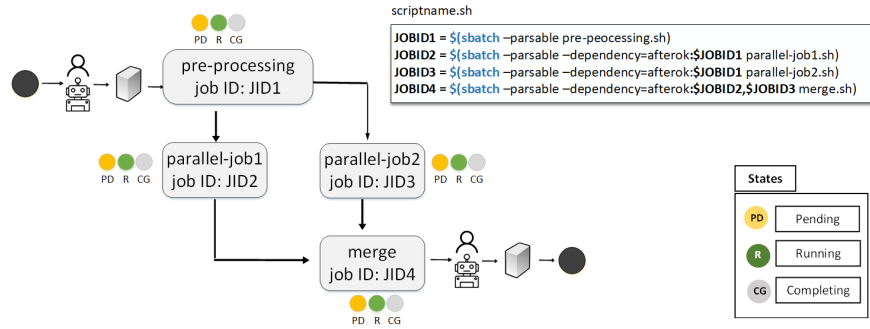 scriptname.sh
JOBID1 = $(sbatch –parsable pre-peocessing.sh)
JOBID2 = $(sbatch –parsable –dependency=afterok:$JOBID1 parallel-job1.sh)
JOBID3 = $(sbatch –parsable –dependency=afterok:$JOBID1 parallel-job2.sh)
JOBID4 = $(sbatch –parsable –dependency=afterok:$JOBID2,$JOBID3 merge.sh)
PD R CG
pre-processing
job ID: JID1
parallel-job1
job ID: JID2
PD R CG
parallel-job2
job ID: JID3
PD R CG
merge
job ID: JID4
PD R CG
States
PD Pending
R Running
CG Completing